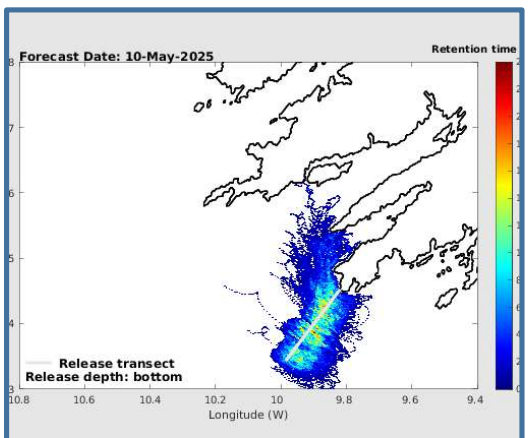 Retention time
Forecast Date: 10-May-2025
8
7
6
5
4
3
Release transect
Release depth: bottom
10.8
10.6
10.4
10.2
10
9.8
9.6
9.4
Longitude (W)